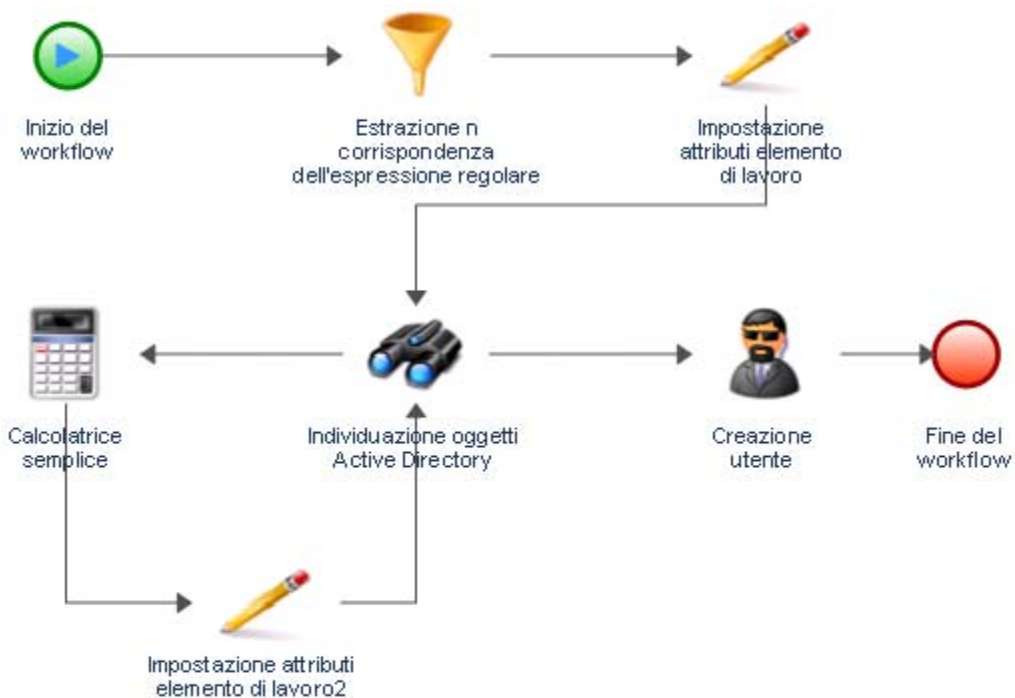 Inizio del
workflow
Estrazione n
corrispondenza
dell'espressione regolare
Impostazione
attributi elemento
di lavoro
Calcolatrice
semplice
Individuazione oggetti
Active Directory
Creazione
utente
Fine del
workflow
Impostazione attributi
elemento di lavoro2